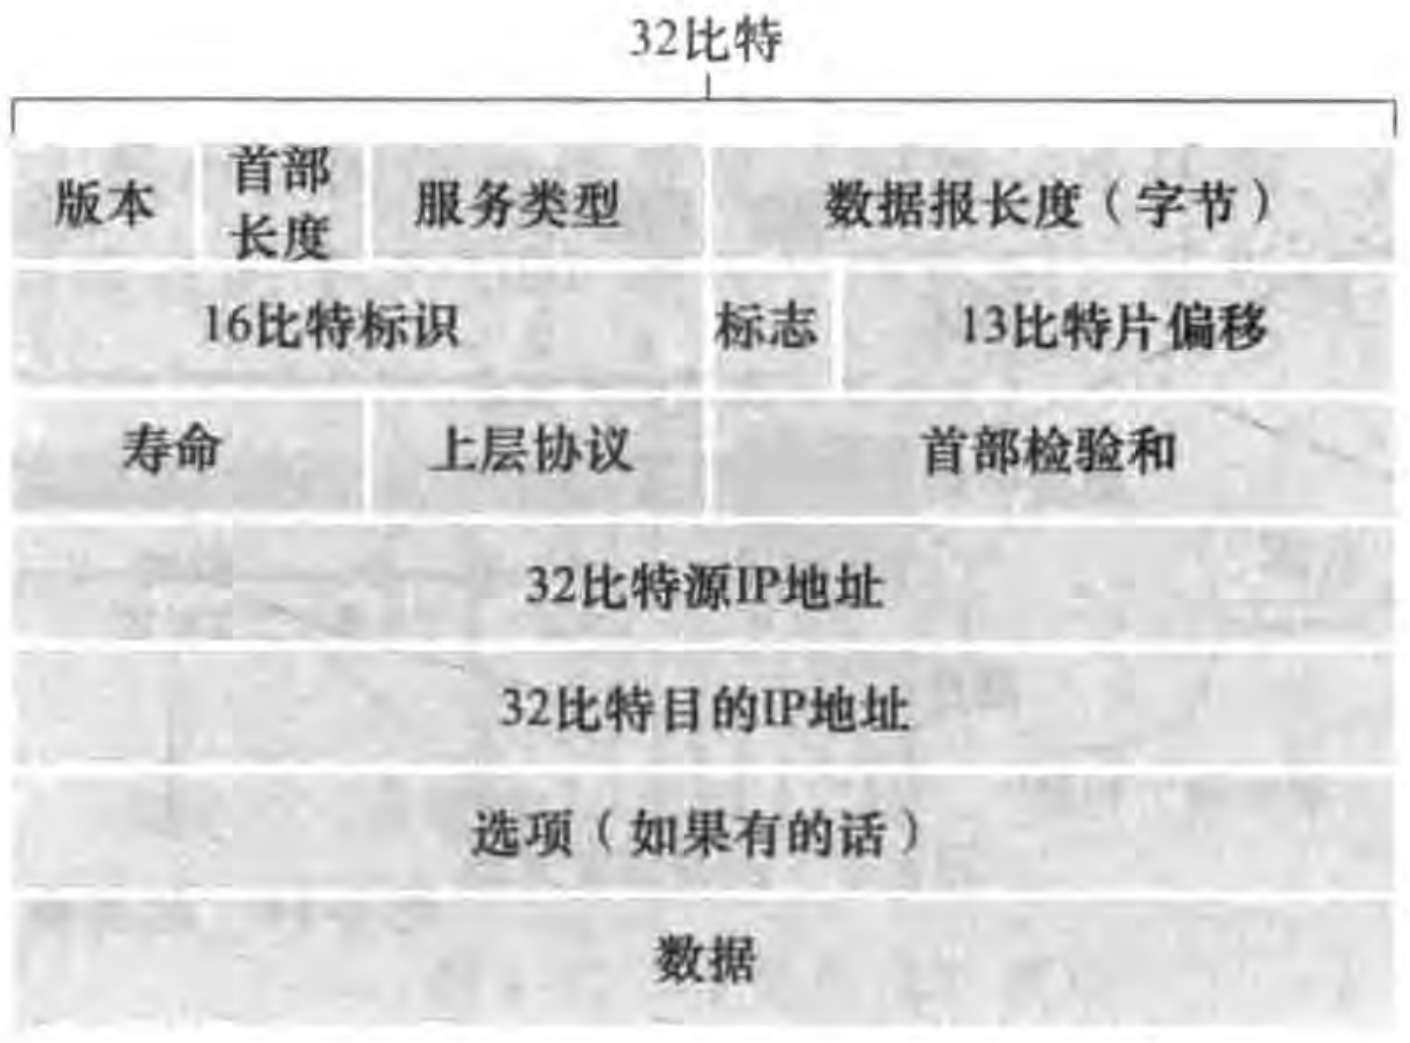 32比特
版本 首部长度 服务类型 数据报长度（字节）
16比特标识 标志 13比特片偏移
寿命 上层协议 首部检验和
32比特源IP地址
32比特目的IP地址
选项（如果有的话）
数据